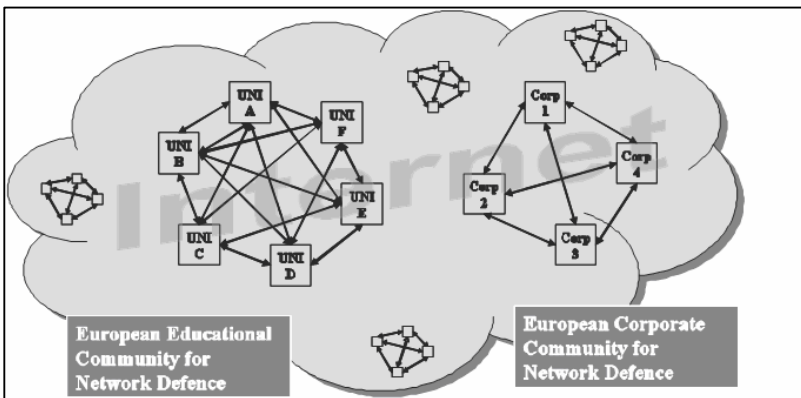 UNI
A
UNI
F
UNI
B
UNI
E
UNI
C
UNI
D
Corp
1
Corp
4
Corp
2
Corp
3
Internet
European Educational
Community for
Network Defence
European Corporate
Community for
Network Defence